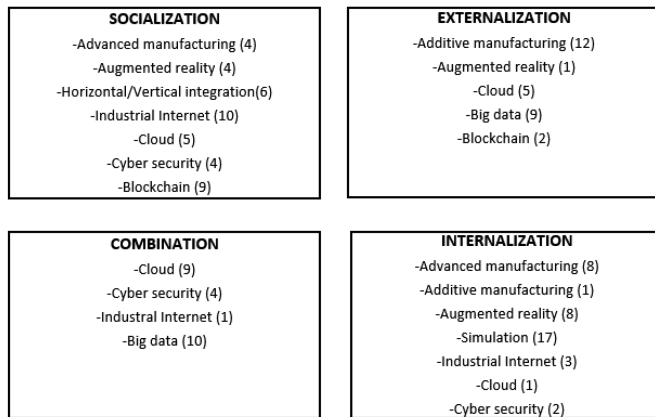 SOCIALIZATION
-Advanced manufacturing (4)
-Augmented reality (4)
-Horizontal/Vertical integration(6)
-Industrial Internet (10)
-Cloud (5)
-Cyber security (4)
-Blockchain (9)
EXTERNALIZATION
-Additive manufacturing (12)
-Augmented reality (1)
-Cloud (5)
-Big data (9)
-Blockchain (2)
COMBINATION
-Cloud (9)
-Cyber security (4)
-Industral Internet (1)
-Big data (10)
INTERNALIZATION
-Advanced manufacturing (8)
-Additive manufacturing (1)
-Augmented reality (8)
-Simulation (17)
-Industrial Internet (3)
-Cloud (1)
-Cyber security (2)